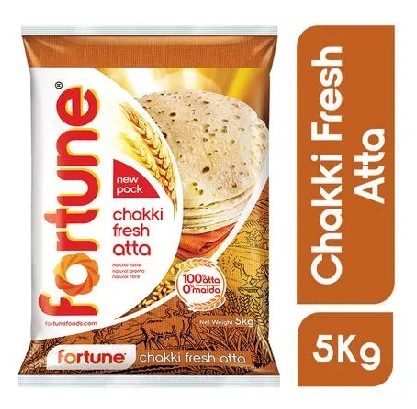 fortune®
new
pack
chakki
fresh
atta
natural taste
natural aroma
natural fibre
100% atta
0% maida
fortunefoods.com
Net Weight: 5kg
fortune
chakki fresh atta
Chakki Fresh
Atta
5Kg